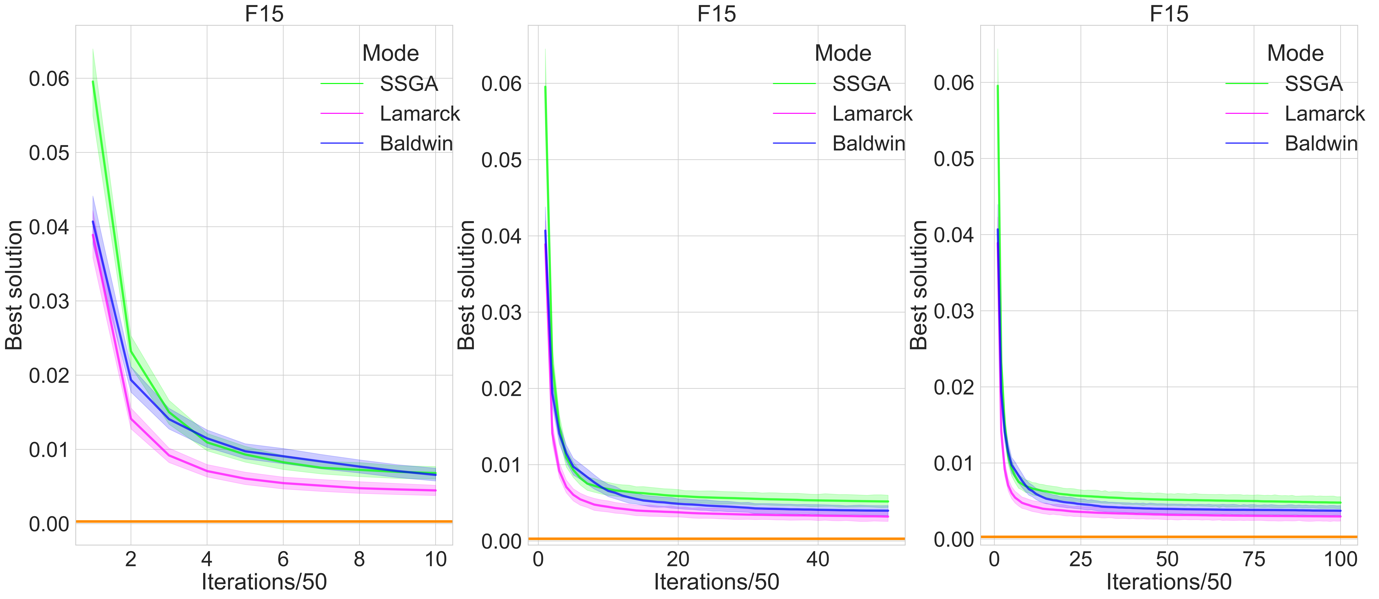 F15
Mode
SSGA
Lamarck
Baldwin
Best solution
0.06
0.05
0.04
0.03
0.02
0.01
0.00
2 4 6 8 10
Iterations/50
F15
Mode
SSGA
Lamarck
Baldwin
Best solution
0.06
0.05
0.04
0.03
0.02
0.01
0.00
0 20 40
Iterations/50
F15
Mode
SSGA
Lamarck
Baldwin
Best solution
0.06
0.05
0.04
0.03
0.02
0.01
0.00
0 25 50 75 100
Iterations/50